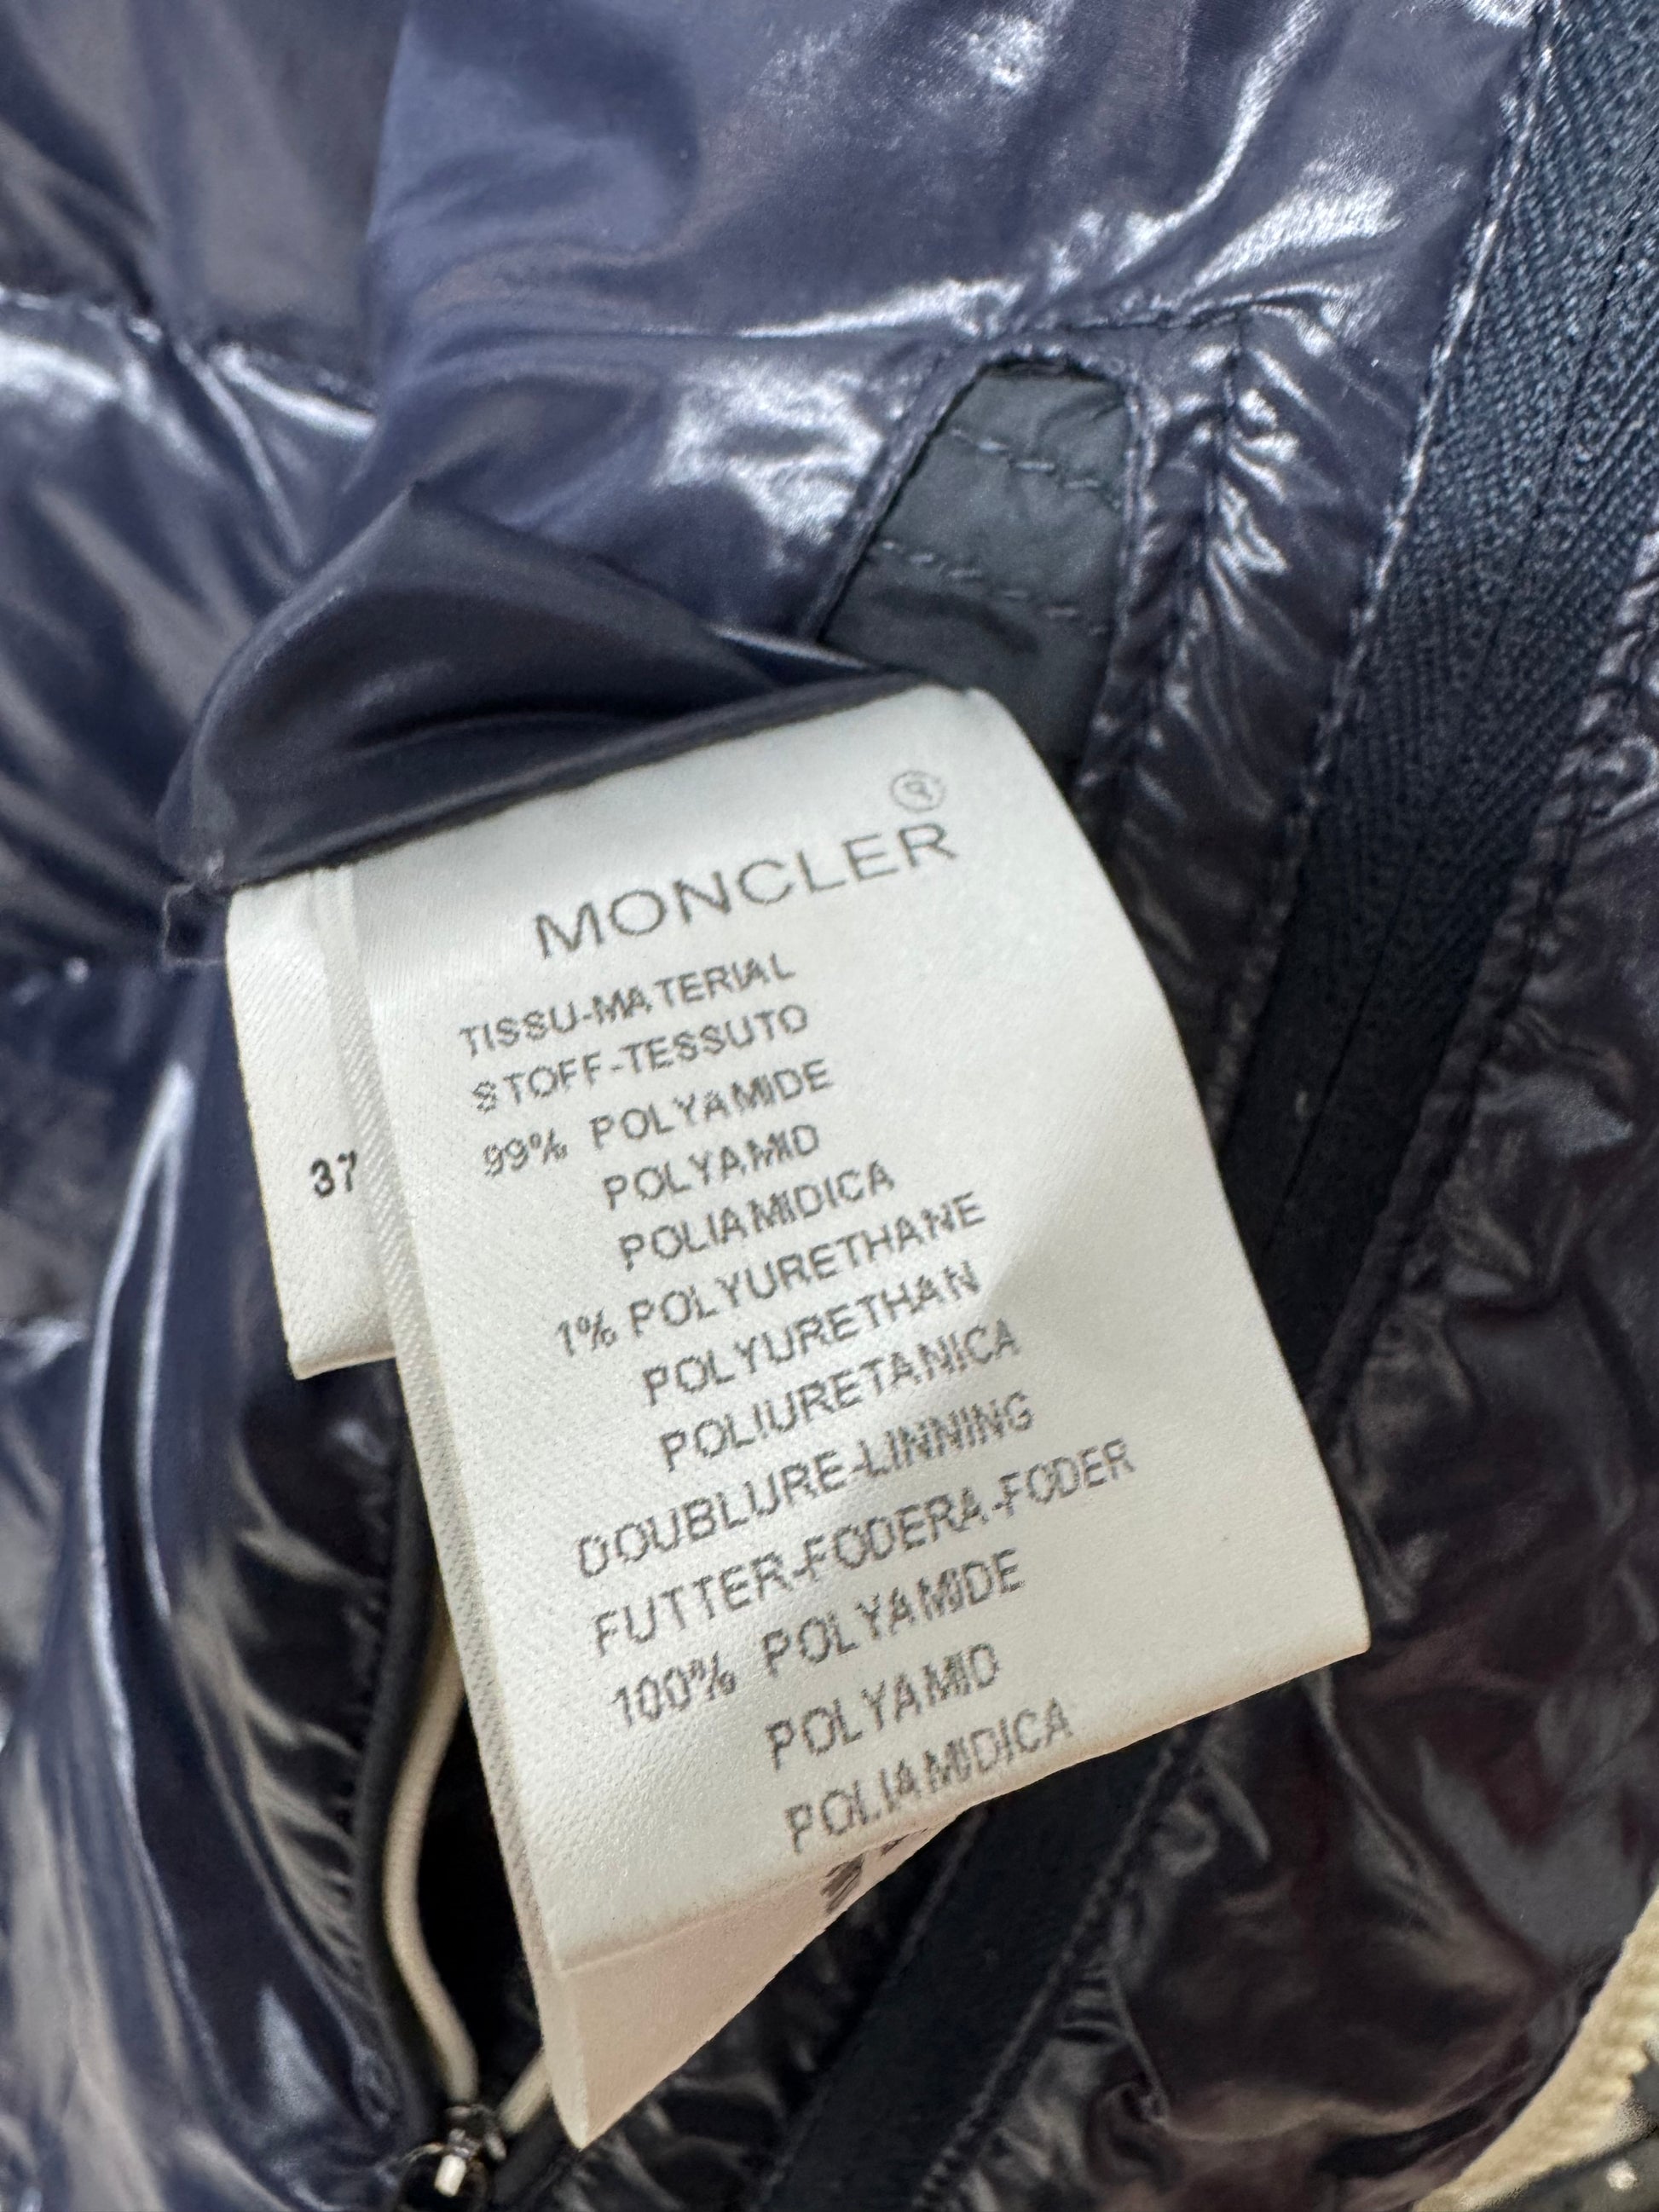 ®
MONCLER
TISSU-MATERIAL
STOFF-TESSUTO
99% POLYAMIDE
POLYAMID
POLIAMIDICA
1% POLYURETHANE
POLYURETHAN
POLIURETANICA
DOUBLURE-LINNING
FUTTER-FODERA-FODER
100% POLYAMIDE
POLYAMID
POLIAMIDICA
37